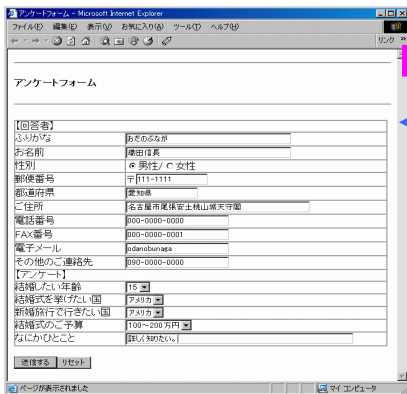 アンケートフォーム - Microsoft Internet Explorer
ファイル(F) 編集(E) 表示(V) お気に入り(A) ツール(T) ヘルプ(H)
リンク »
アンケートフォーム
【回答者】
ふりがな おだのぶなが
お名前 織田信長
性別 男性/ 女性
郵便番号 〒111-1111
都道府県 愛知県
ご住所 名古屋市尾張安土桃山城天守閣
電話番号 000-0000-0000
FAX番号 000-0000-0001
電子メール odanobunaga
その他のご連絡先 090-0000-0000
【アンケート】
結婚したい年齢 15
結婚式を挙げたい国 アメリカ
新婚旅行で行きたい国 アメリカ
結婚式のご予算 100～200万円
なにかひとこと 詳しく知りたい。
送信する リセット
ページが表示されました マイ コンピュータ